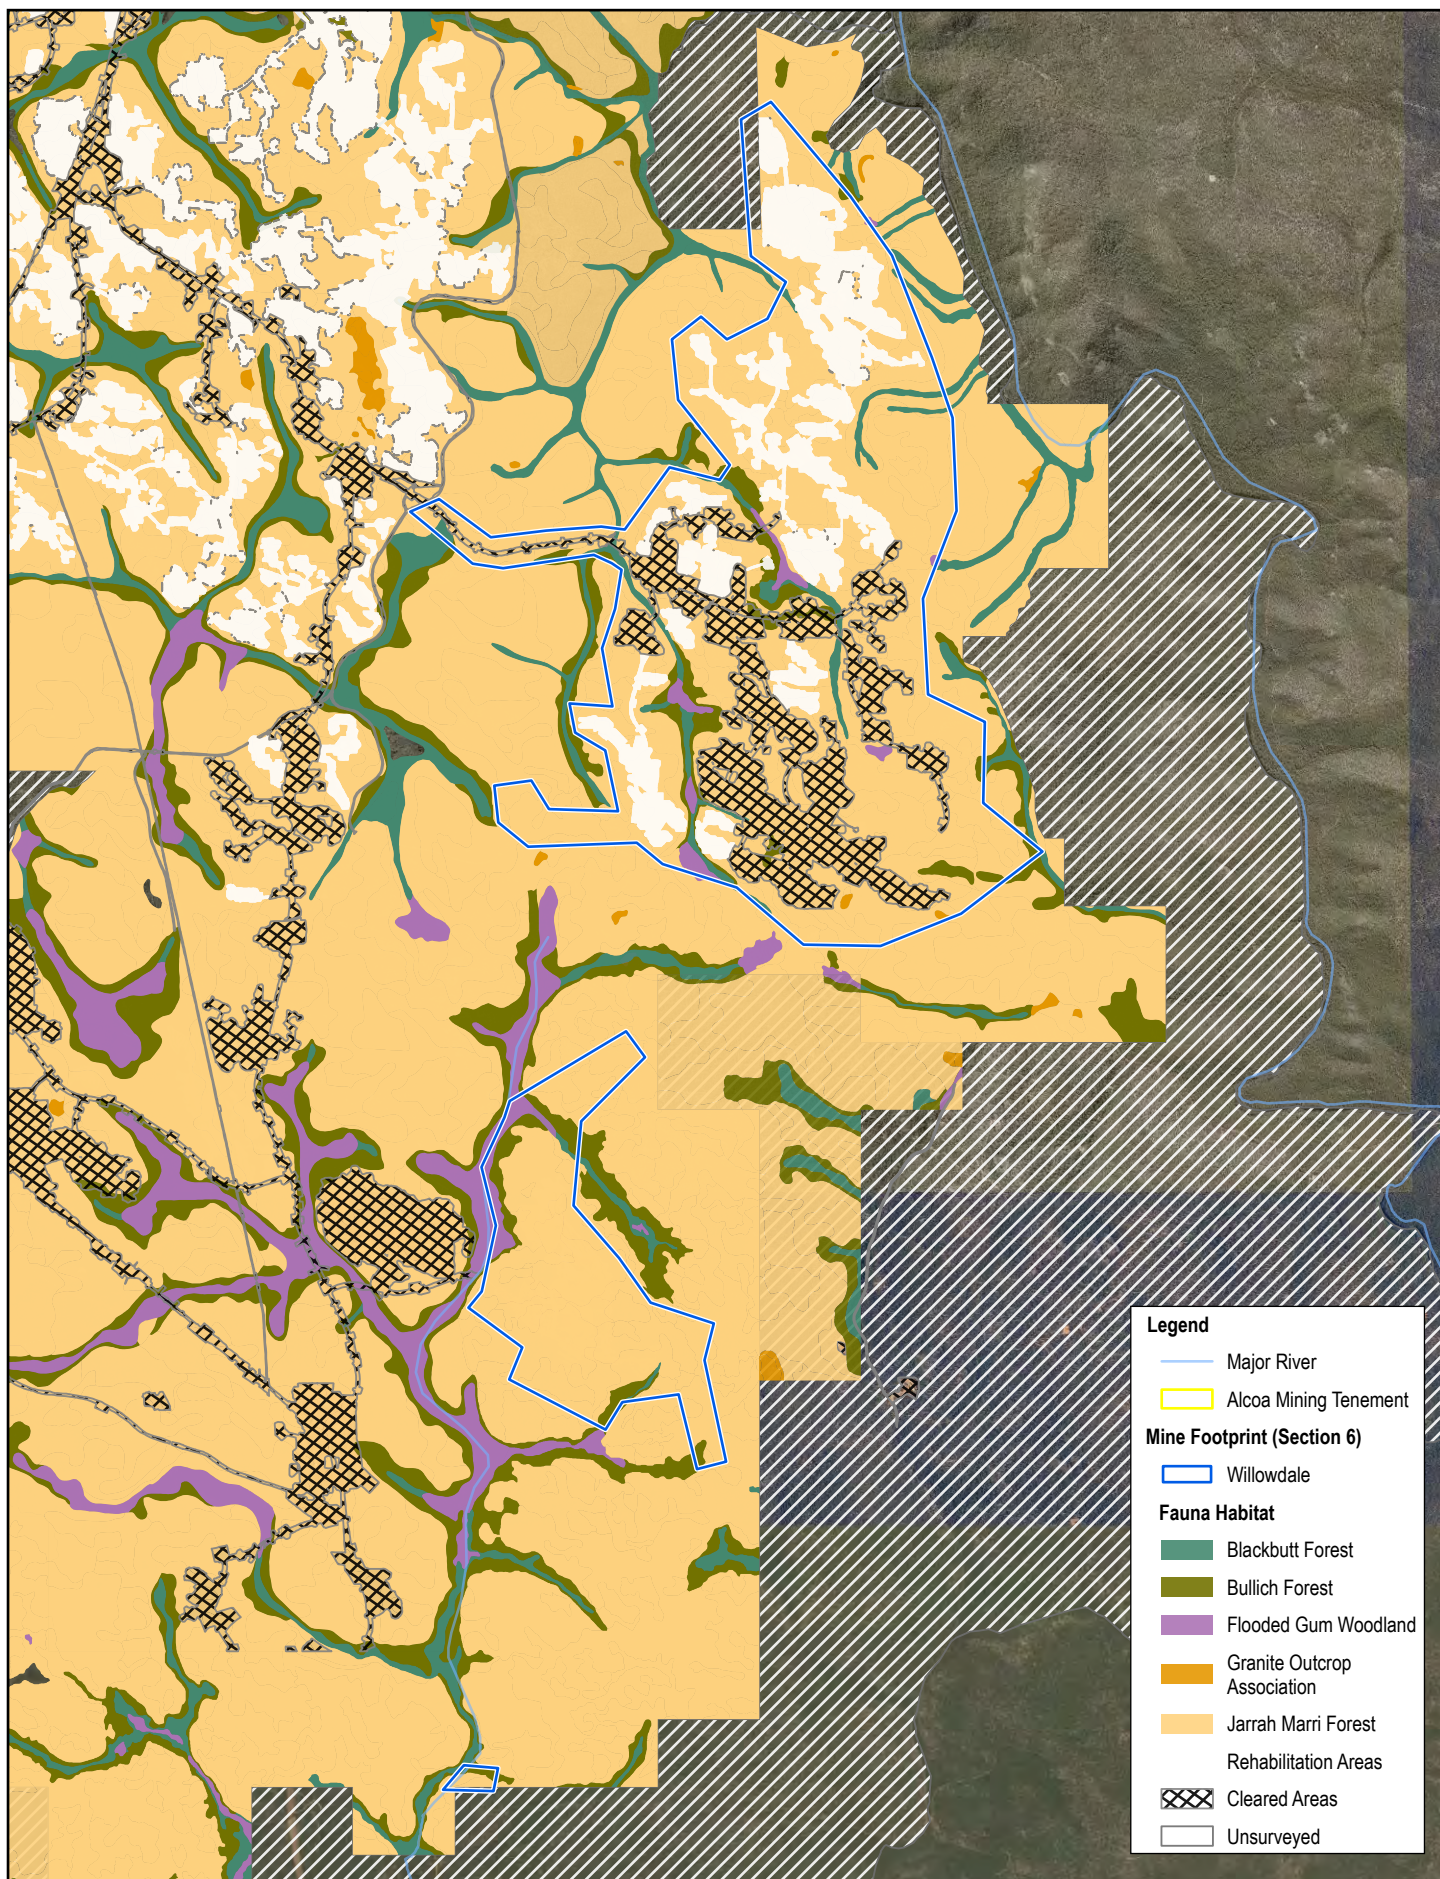 Legend
Major River
Alcoa Mining Tenement
Mine Footprint (Section 6)
Willowdale
Fauna Habitat
Blackbutt Forest
Bullich Forest
Flooded Gum Woodland
Granite Outcrop
Association
Jarrah Marri Forest
Rehabilitation Areas
Cleared Areas
Unsurveyed